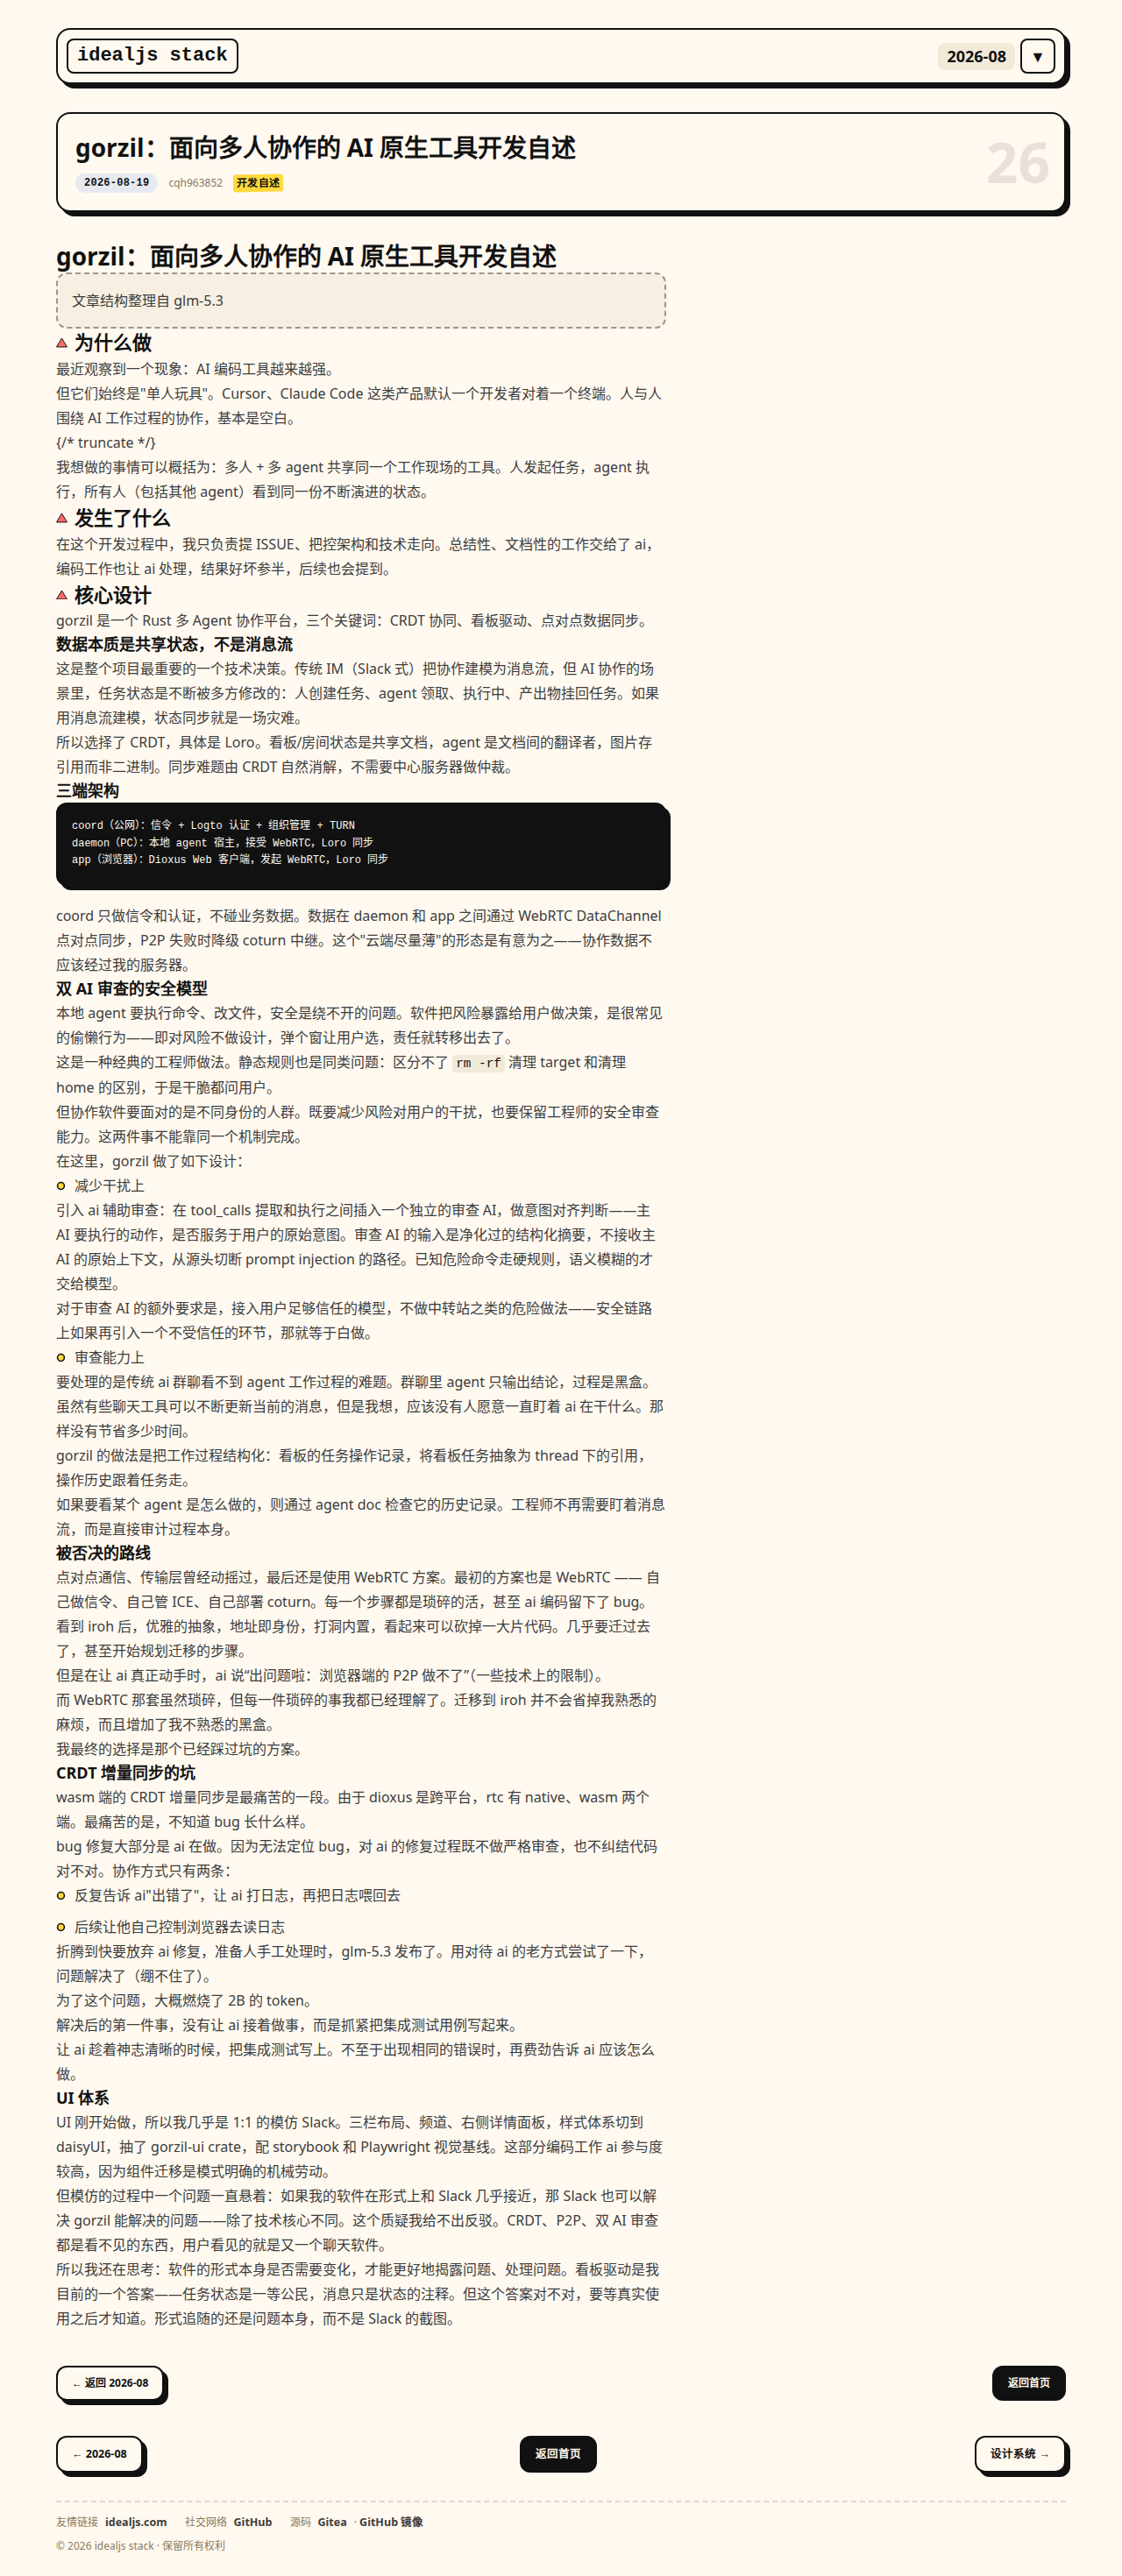 idealjs stack
2026-08
▼
gorzil：面向多人协作的 AI 原生工具开发自述
26
2026-08-19 cqh963852 开发自述
gorzil：面向多人协作的 AI 原生工具开发自述
文章结构整理自 glm-5.3
为什么做
最近观察到一个现象：AI 编码工具越来越强。
但它们始终是"单人玩具"。Cursor、Claude Code 这类产品默认一个开发者对着一个终端。人与人
围绕 AI 工作过程的协作，基本是空白。
{/* truncate */}
我想做的事情可以概括为：多人 + 多 agent 共享同一个工作现场的工具。人发起任务，agent 执
行，所有人（包括其他 agent）看到同一份不断演进的状态。
发生了什么
在这个开发过程中，我只负责提 ISSUE、把控架构和技术走向。总结性、文档性的工作交给了 ai，
编码工作也让 ai 处理，结果好坏参半，后续也会提到。
核心设计
gorzil 是一个 Rust 多 Agent 协作平台，三个关键词：CRDT 协同、看板驱动、点对点数据同步。
数据本质是共享状态，不是消息流
这是整个项目最重要的一个技术决策。传统 IM（Slack 式）把协作建模为消息流，但 AI 协作的场
景里，任务状态是不断被多方修改的：人创建任务、agent 领取、执行中、产出物挂回任务。如果
用消息流建模，状态同步就是一场灾难。
所以选择了 CRDT，具体是 Loro。看板/房间状态是共享文档，agent 是文档间的翻译者，图片存
引用而非二进制。同步难题由 CRDT 自然消解，不需要中心服务器做仲裁。
三端架构
coord（公网）：信令 + Logto 认证 + 组织管理 + TURN
daemon（PC）：本地 agent 宿主，接受 WebRTC，Loro 同步
app（浏览器）：Dioxus Web 客户端，发起 WebRTC，Loro 同步
coord 只做信令和认证，不碰业务数据。数据在 daemon 和 app 之间通过 WebRTC DataChannel
点对点同步，P2P 失败时降级 coturn 中继。这个"云端尽量薄"的形态是有意为之——协作数据不
应该经过我的服务器。
双 AI 审查的安全模型
本地 agent 要执行命令、改文件，安全是绕不开的问题。软件把风险暴露给用户做决策，是很常见
的偷懒行为——即对风险不做设计，弹个窗让用户选，责任就转移出去了。
这是一种经典的工程师做法。静态规则也是同类问题：区分不了 rm -rf 清理 target 和清理
home 的区别，于是干脆都问用户。
但协作软件要面对的是不同身份的人群。既要减少风险对用户的干扰，也要保留工程师的安全审查
能力。这两件事不能靠同一个机制完成。
在这里，gorzil 做了如下设计：
减少干扰上
引入 ai 辅助审查：在 tool_calls 提取和执行之间插入一个独立的审查 AI，做意图对齐判断——主
AI 要执行的动作，是否服务于用户的原始意图。审查 AI 的输入是净化过的结构化摘要，不接收主
AI 的原始上下文，从源头切断 prompt injection 的路径。已知危险命令走硬规则，语义模糊的才
交给模型。
对于审查 AI 的额外要求是，接入用户足够信任的模型，不做中转站之类的危险做法——安全链路
上如果再引入一个不受信任的环节，那就等于白做。
审查能力上
要处理的是传统 ai 群聊看不到 agent 工作过程的难题。群聊里 agent 只输出结论，过程是黑盒。
虽然有些聊天工具可以不断更新当前的消息，但是我想，应该没有人愿意一直盯着 ai 在干什么。那
样没有节省多少时间。
gorzil 的做法是把工作过程结构化：看板的任务操作记录，将看板任务抽象为 thread 下的引用，
操作历史跟着任务走。
如果要看某个 agent 是怎么做的，则通过 agent doc 检查它的历史记录。工程师不再需要盯着消息
流，而是直接审计过程本身。
被否决的路线
点对点通信、传输层曾经动摇过，最后还是使用 WebRTC 方案。最初的方案也是 WebRTC —— 自
己做信令、自己管 ICE、自己部署 coturn。每一个步骤都是琐碎的活，甚至 ai 编码留下了 bug。
看到 iroh 后，优雅的抽象，地址即身份，打洞内置，看起来可以砍掉一大片代码。几乎要迁过去
了，甚至开始规划迁移的步骤。
但是在让 ai 真正动手时，ai 说“出问题啦：浏览器端的 P2P 做不了”（一些技术上的限制）。
而 WebRTC 那套虽然琐碎，但每一件琐碎的事我都已经理解了。迁移到 iroh 并不会省掉我熟悉的
麻烦，而且增加了我不熟悉的黑盒。
我最终的选择是那个已经踩过坑的方案。
CRDT 增量同步的坑
wasm 端的 CRDT 增量同步是最痛苦的一段。由于 dioxus 是跨平台，rtc 有 native、wasm 两个
端。最痛苦的是，不知道 bug 长什么样。
bug 修复大部分是 ai 在做。因为无法定位 bug，对 ai 的修复过程既不做严格审查，也不纠结代码
对不对。协作方式只有两条：
反复告诉 ai"出错了"，让 ai 打日志，再把日志喂回去
后续让他自己控制浏览器去读日志
折腾到快要放弃 ai 修复，准备人手工处理时，glm-5.3 发布了。用对待 ai 的老方式尝试了一下，
问题解决了（绷不住了）。
为了这个问题，大概燃烧了 2B 的 token。
解决后的第一件事，没有让 ai 接着做事，而是抓紧把集成测试用例写起来。
让 ai 趁着神志清晰的时候，把集成测试写上。不至于出现相同的错误时，再费劲告诉 ai 应该怎么
做。
UI 体系
UI 刚开始做，所以我几乎是 1:1 的模仿 Slack。三栏布局、频道、右侧详情面板，样式体系切到
daisyUI，抽了 gorzil-ui crate，配 storybook 和 Playwright 视觉基线。这部分编码工作 ai 参与度
较高，因为组件迁移是模式明确的机械劳动。
但模仿的过程中一个问题一直悬着：如果我的软件在形式上和 Slack 几乎接近，那 Slack 也可以解
决 gorzil 能解决的问题——除了技术核心不同。这个质疑我给不出反驳。CRDT、P2P、双 AI 审查
都是看不见的东西，用户看见的就是又一个聊天软件。
所以我还在思考：软件的形式本身是否需要变化，才能更好地揭露问题、处理问题。看板驱动是我
目前的一个答案——任务状态是一等公民，消息只是状态的注释。但这个答案对不对，要等真实使
用之后才知道。形式追随的还是问题本身，而不是 Slack 的截图。
← 返回 2026-08
返回首页
← 2026-08
返回首页
设计系统 →
友情链接 idealjs.com 社交网络 GitHub 源码 Gitea · GitHub 镜像
© 2026 idealjs stack · 保留所有权利